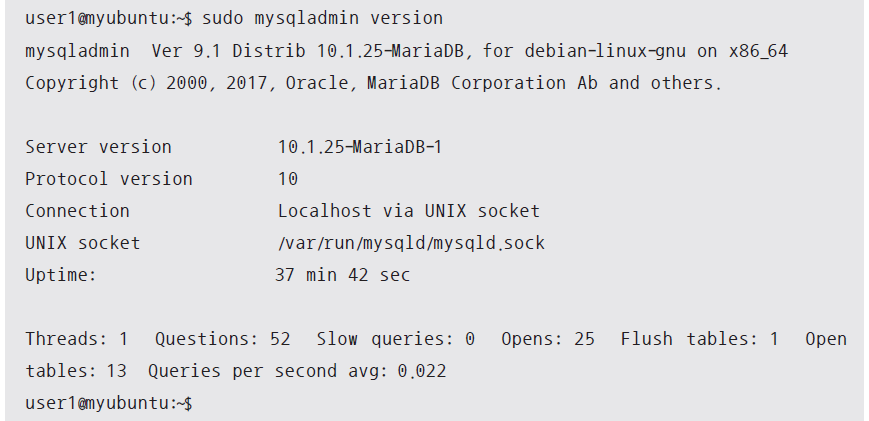 user1@myubuntu:~$ sudo mysqladmin version
mysqladmin  Ver 9.1 Distrib 10.1.25-MariaDB, for debian-linux-gnu on x86_64
Copyright (c) 2000, 2017, Oracle, MariaDB Corporation Ab and others.

Server version          10.1.25-MariaDB-1
Protocol version        10
Connection              Localhost via UNIX socket
UNIX socket             /var/run/mysqld/mysqld.sock
Uptime:                 37 min 42 sec

Threads: 1  Questions: 52  Slow queries: 0  Opens: 25  Flush tables: 1  Open
tables: 13  Queries per second avg: 0.022
user1@myubuntu:~$